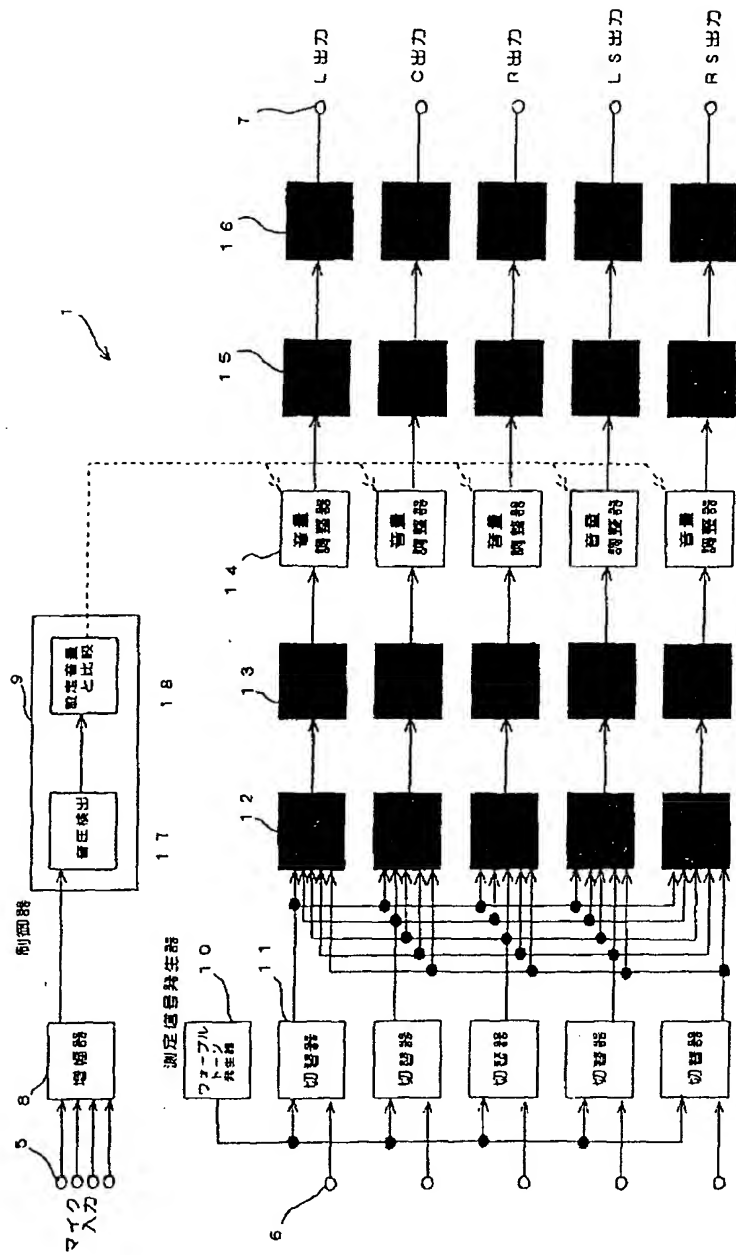 1
制御器
9
増幅器
8
5
マイク
入力
音圧検出
17
設定音量
と比較
18
測定信号発生器
10
ウォーブル
トーン
発生器
11
切替器
切替器
切替器
切替器
切替器
6
12
13
14
音量
調整器
音量
調整器
音量
調整器
音量
調整器
音量
調整器
15
16
7
L出力
C出力
R出力
LS出力
RS出力